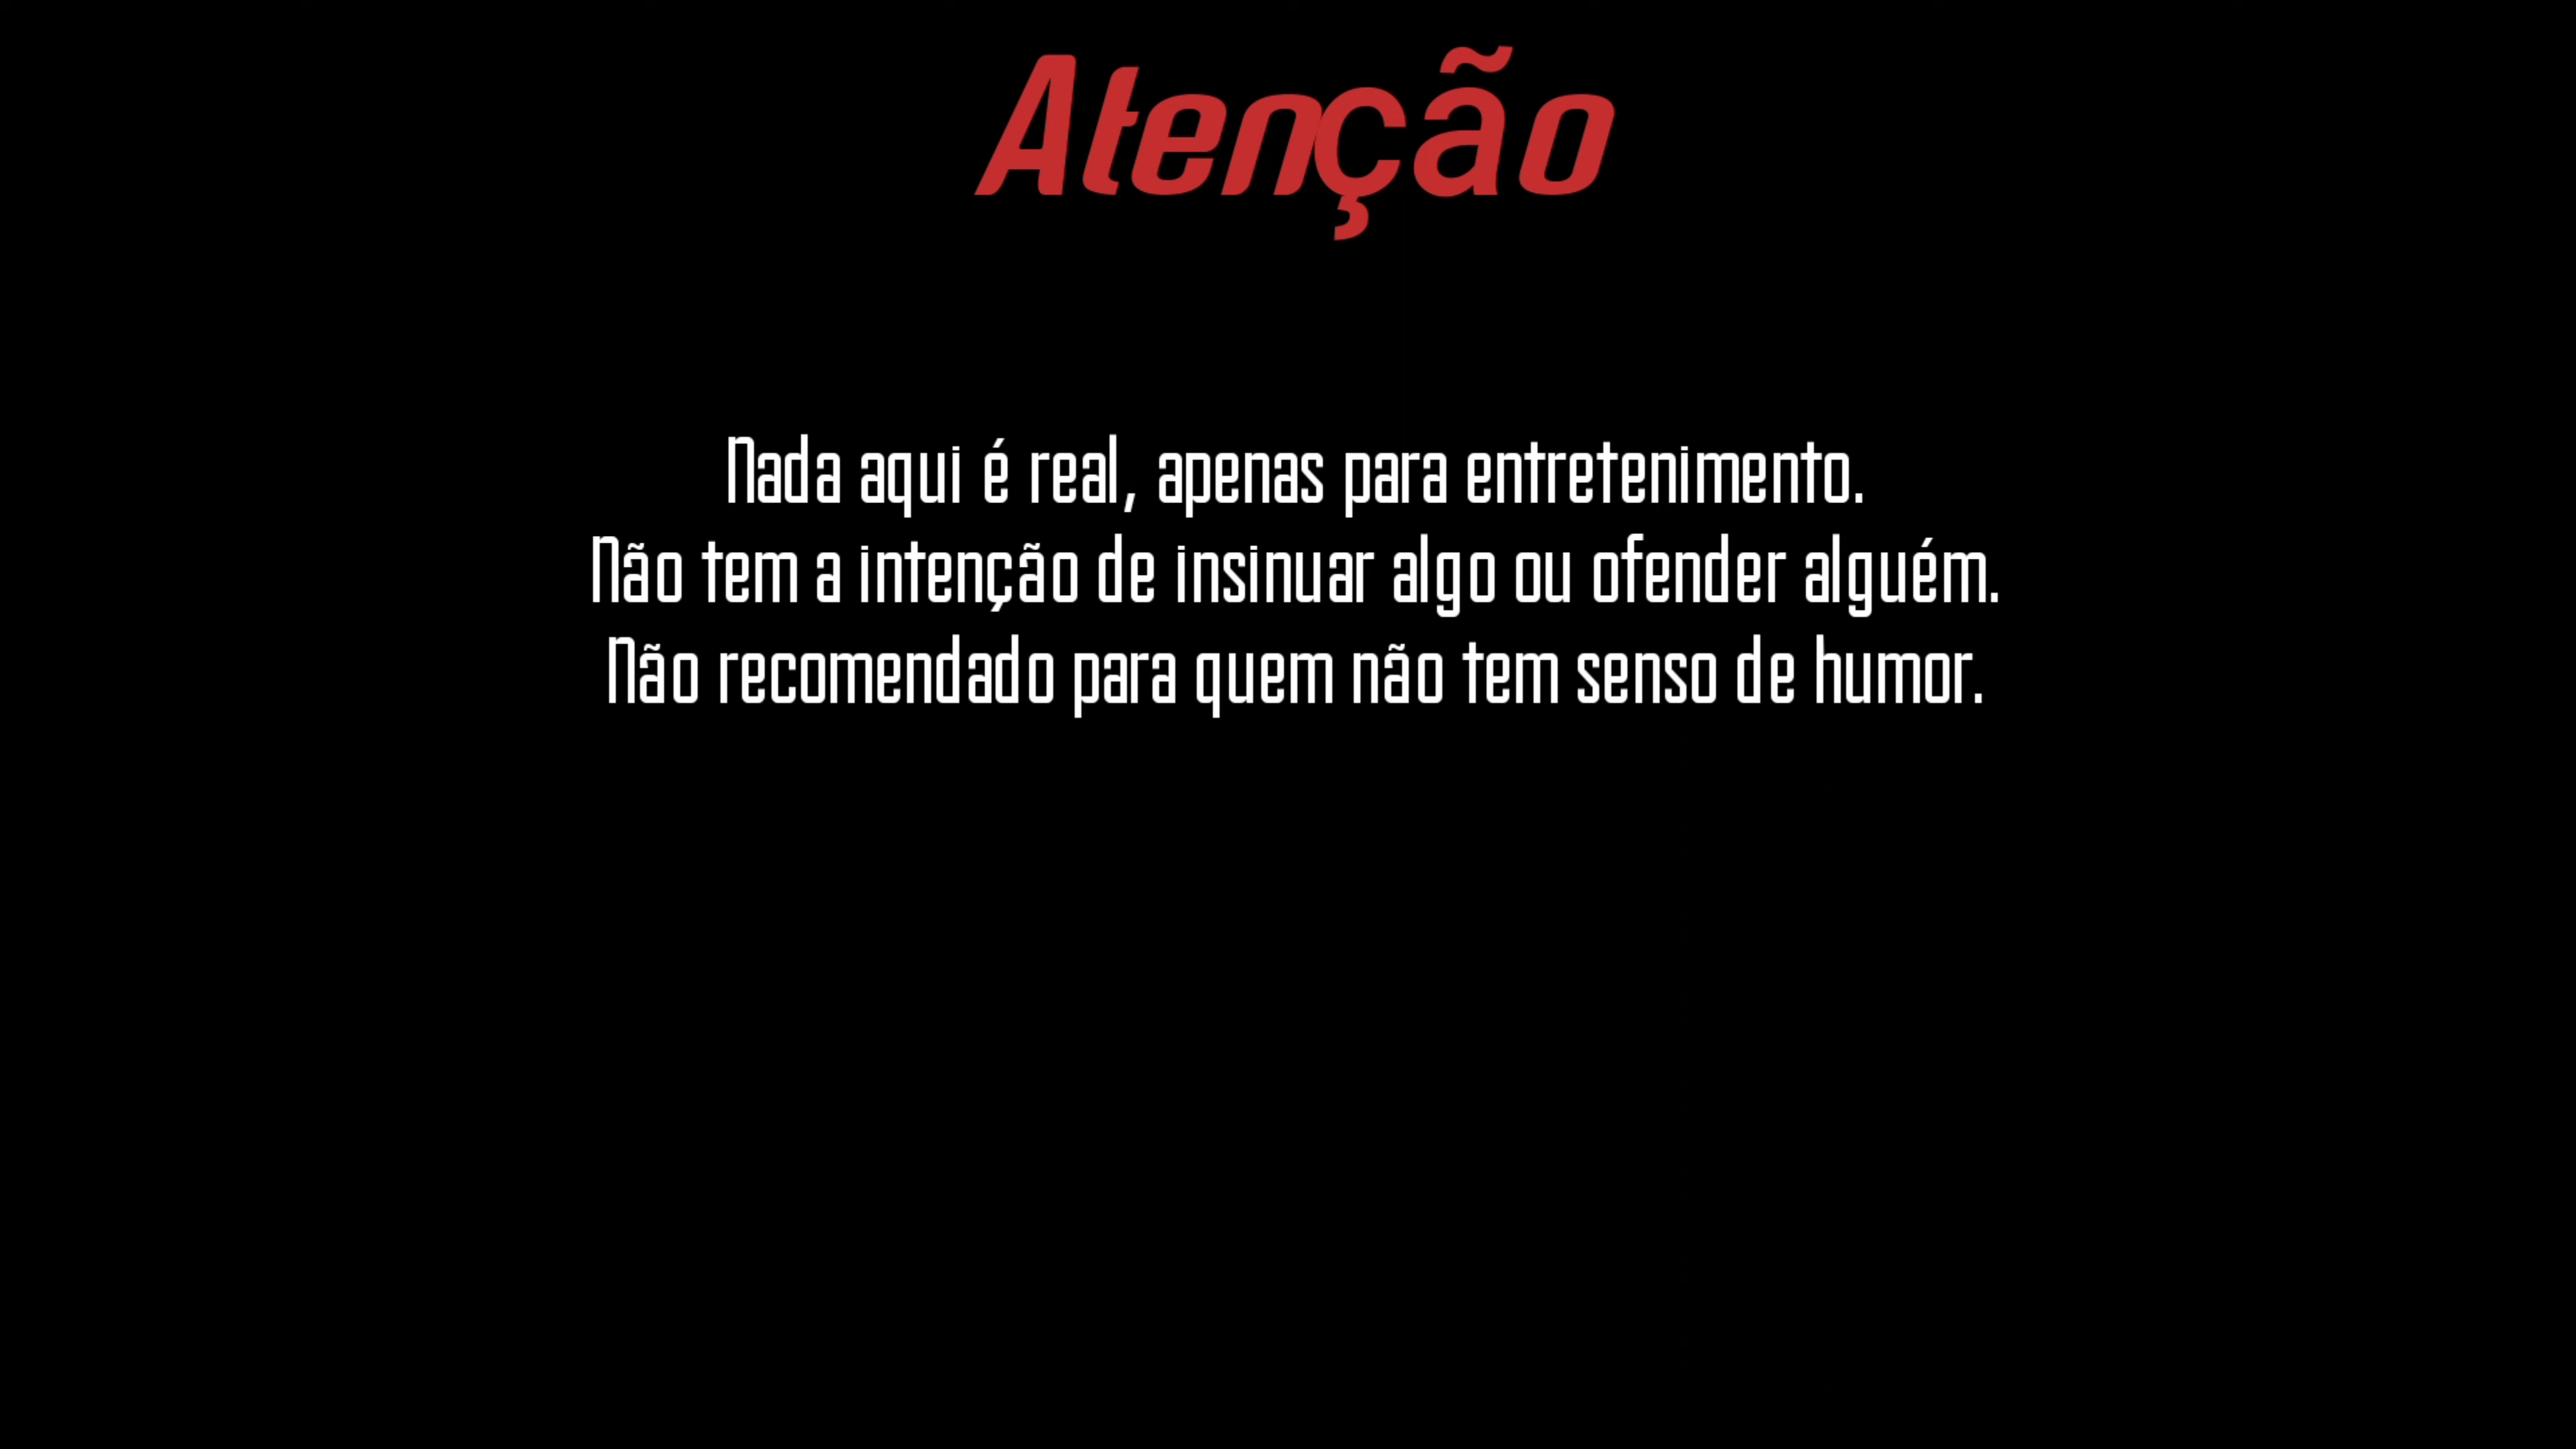 Atenção
Nada aqui é real, apenas para entretenimento.
Não tem a intenção de insinuar algo ou ofender alguém.
Não recomendado para quem não tem senso de humor.